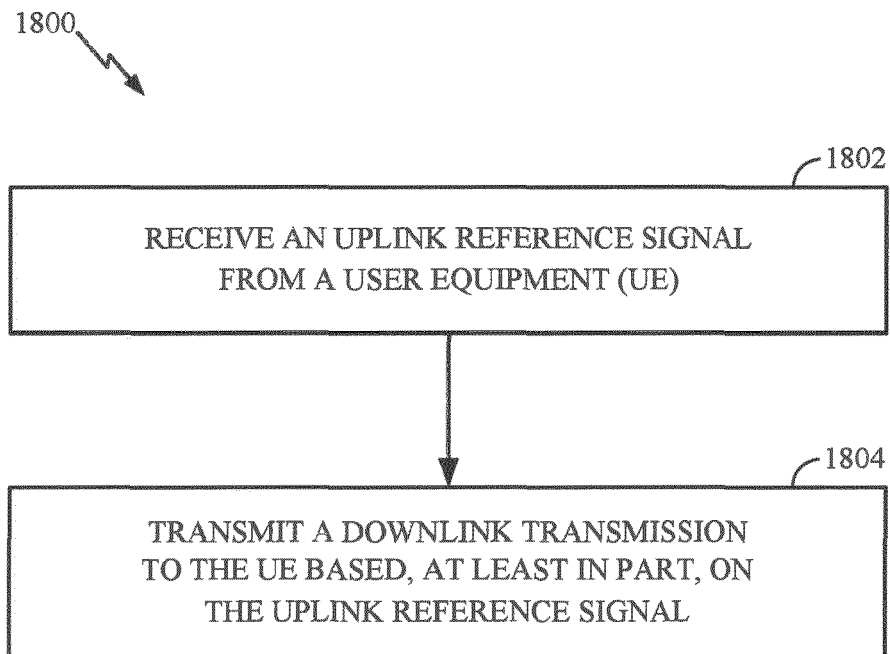 1800
1802
RECEIVE AN UPLINK REFERENCE SIGNAL
FROM A USER EQUIPMENT (UE)
1804
TRANSMIT A DOWNLINK TRANSMISSION
TO THE UE BASED, AT LEAST IN PART, ON
THE UPLINK REFERENCE SIGNAL